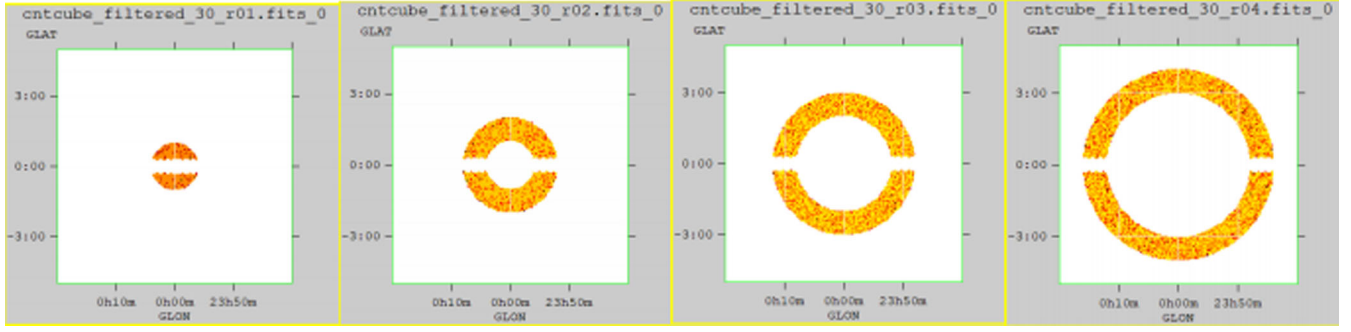 cntcube_filtered_30_r01.fits_0
GLAT
3:00
0:00
-3:00
0h10m 0h00m 23h50m
GLON
cntcube_filtered_30_r02.fits_0
GLAT
3:00
0:00
-3:00
0h10m 0h00m 23h50m
GLON
cntcube_filtered_30_r03.fits_0
GLAT
3:00
0:00
-3:00
0h10m 0h00m 23h50m
GLON
cntcube_filtered_30_r04.fits_0
GLAT
3:00
0:00
-3:00
0h10m 0h00m 23h50m
GLON